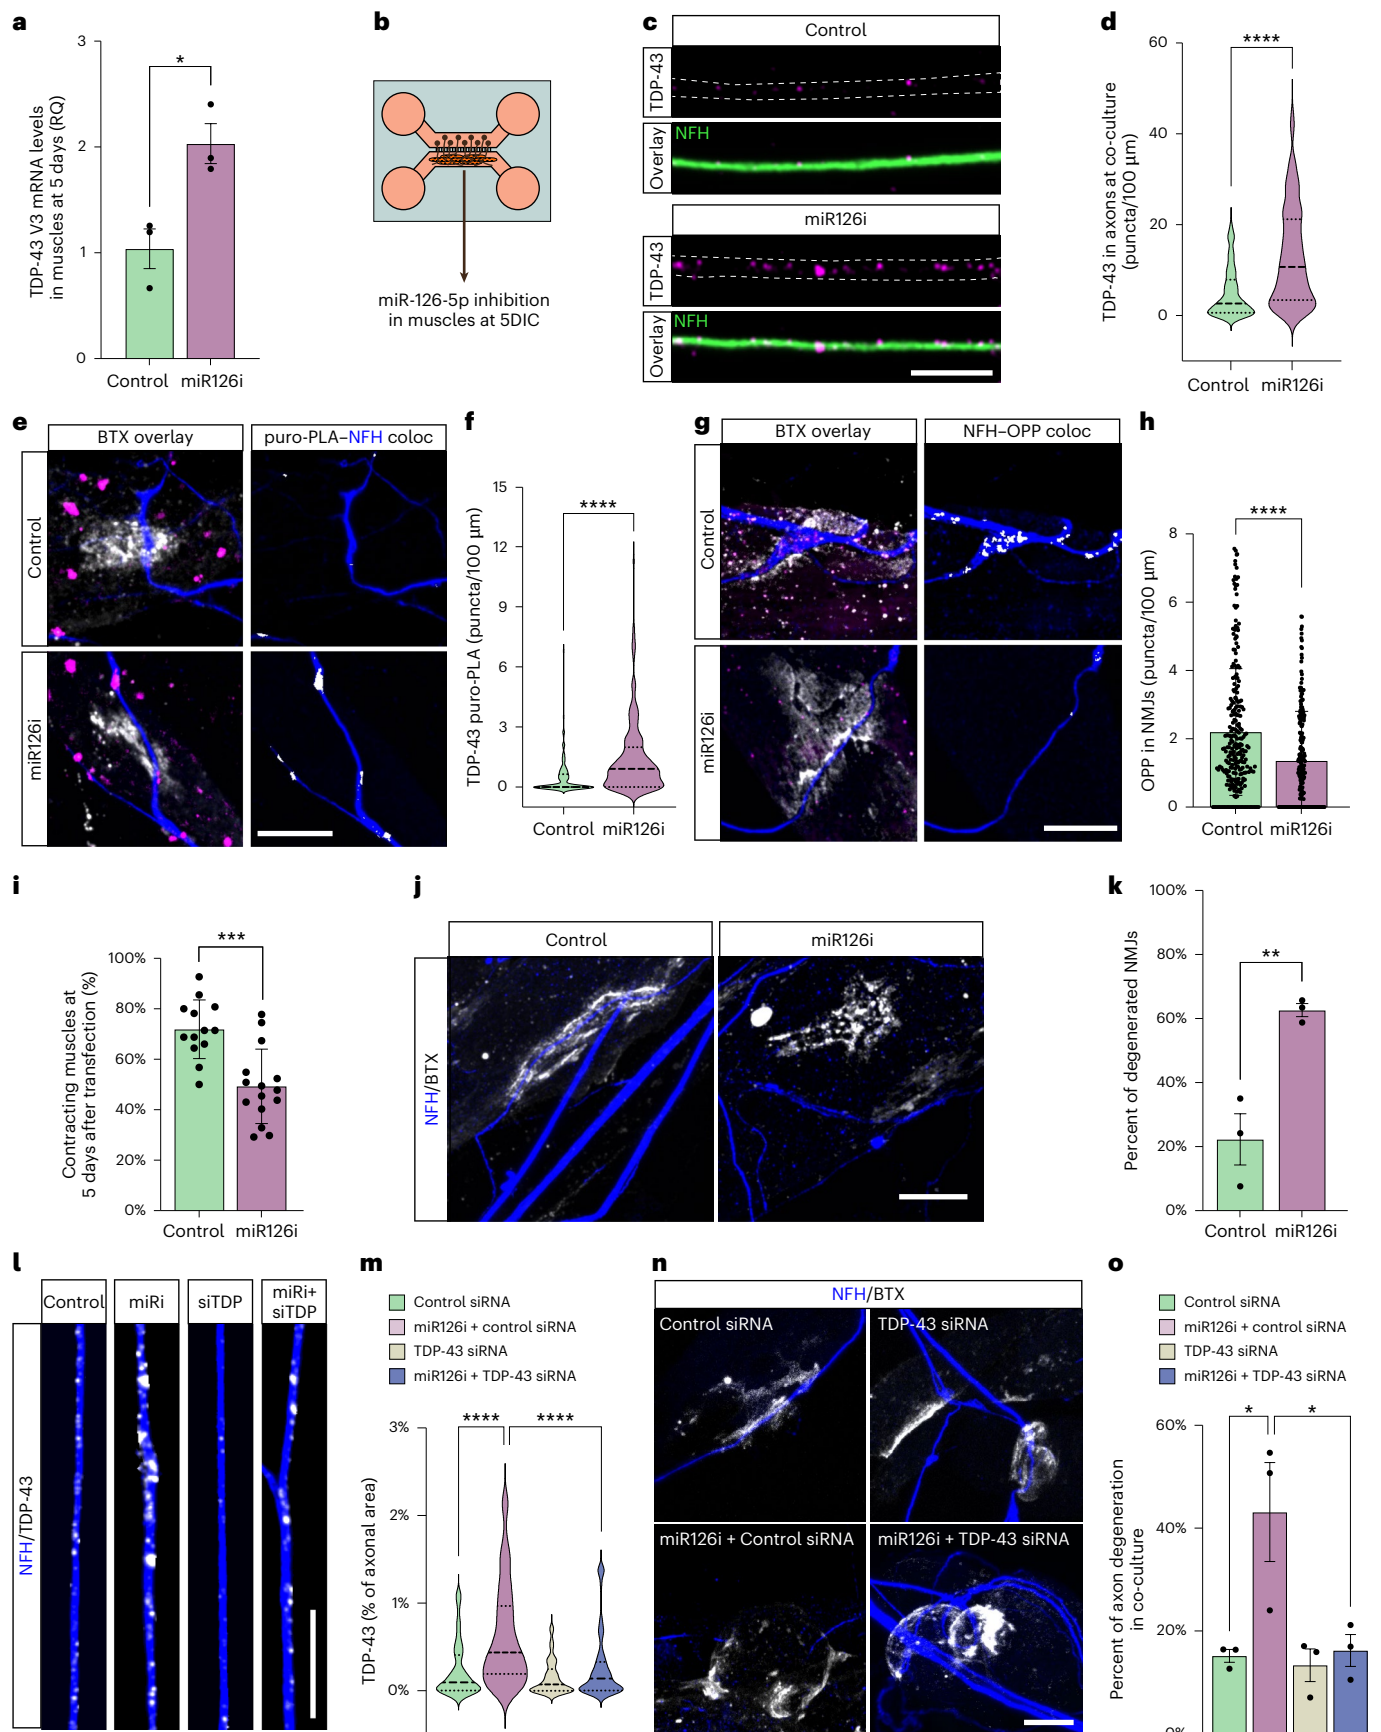 a
TDP-43 V3 mRNA levels
in muscles at 5 days (RQ)
3
2
1
0
*
Control
miR126i
b
miR-126-5p inhibition
in muscles at 5DIC
c
Control
TDP-43
Overlay
NFH
miR126i
TDP-43
Overlay
NFH
d
TDP-43 in axons at co-culture
(puncta/100 µm)
60
40
20
0
****
Control
miR126i
e
BTX overlay
puro-PLA–NFH coloc
Control
miR126i
f
TDP-43 puro-PLA (puncta/100 µm)
15
12
9
6
3
0
****
Control
miR126i
g
BTX overlay
NFH–OPP coloc
Control
miR126i
h
OPP in NMJs (puncta/100 µm)
8
6
4
2
0
****
Control
miR126i
i
Contracting muscles at
5 days after transfection (%)
100%
80%
60%
40%
20%
0%
***
Control
miR126i
j
Control
miR126i
NFH/BTX
k
Percent of degenerated NMJs
100%
80%
60%
40%
20%
0%
**
Control
miR126i
l
Control
miRi
siTDP
miRi+
siTDP
NFH/TDP-43
m
Control siRNA
miR126i + control siRNA
TDP-43 siRNA
miR126i + TDP-43 siRNA
TDP-43 (% of axonal area)
3%
2%
1%
0%
****
****
n
NFH/BTX
Control siRNA
TDP-43 siRNA
miR126i + Control siRNA
miR126i + TDP-43 siRNA
o
Control siRNA
miR126i + control siRNA
TDP-43 siRNA
miR126i + TDP-43 siRNA
Percent of axon degeneration
in co-culture
60%
40%
20%
0%
*
*